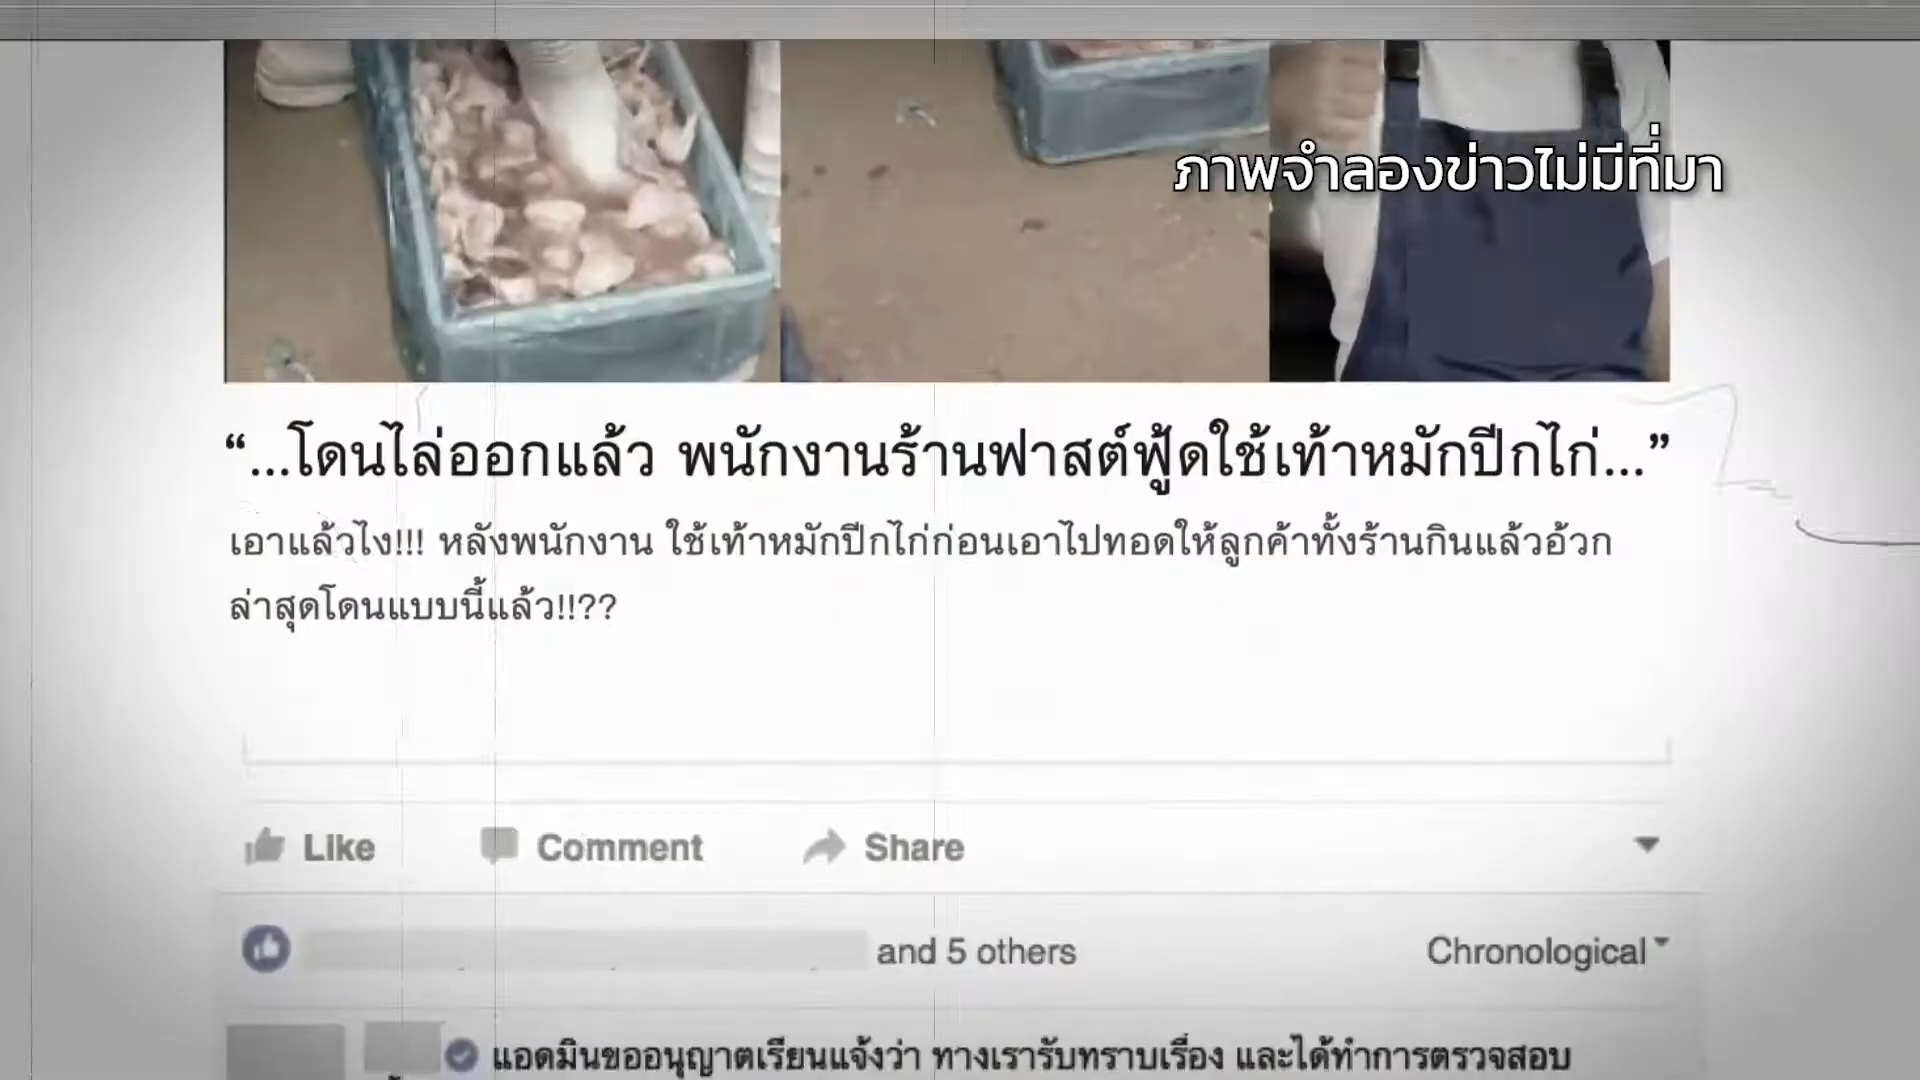 ภาพจำลองข่าวไม่มีที่มา
“...โดนไล่ออกแล้ว พนักงานร้านฟาสต์ฟู้ดใช้เท้าหมักปีกไก่...”
เอาแล้วไง!!! หลังพนักงาน ใช้เท้าหมักปีกไก่ก่อนเอาไปทอดให้ลูกค้าทั้งร้านกินแล้วอ้วก
ล่าสุดโดนแบบนี้แล้ว!!??
Like Comment Share
and 5 others Chronological
แอดมินขออนุญาตเรียนแจ้งว่า ทางเรารับทราบเรื่อง และได้ทำการตรวจสอบ